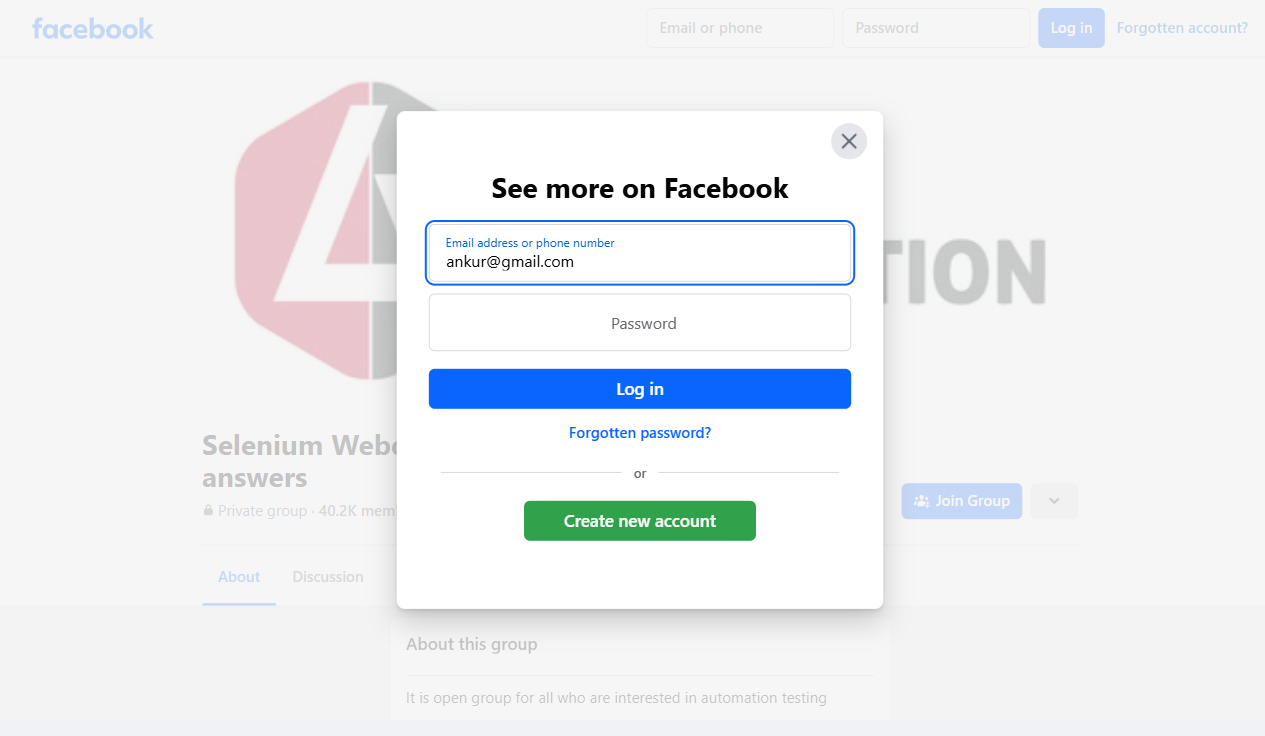 facebook
Email or phone
Password
Log in
Forgotten account?
TION
See more on Facebook
Email address or phone number
ankur@gmail.com
Password
Log in
Forgotten password?
or
Create new account
Selenium
answers
Private group · 40.2K
Join Group
About
Discussion
About this group
It is open group for all who are interested in automation testing